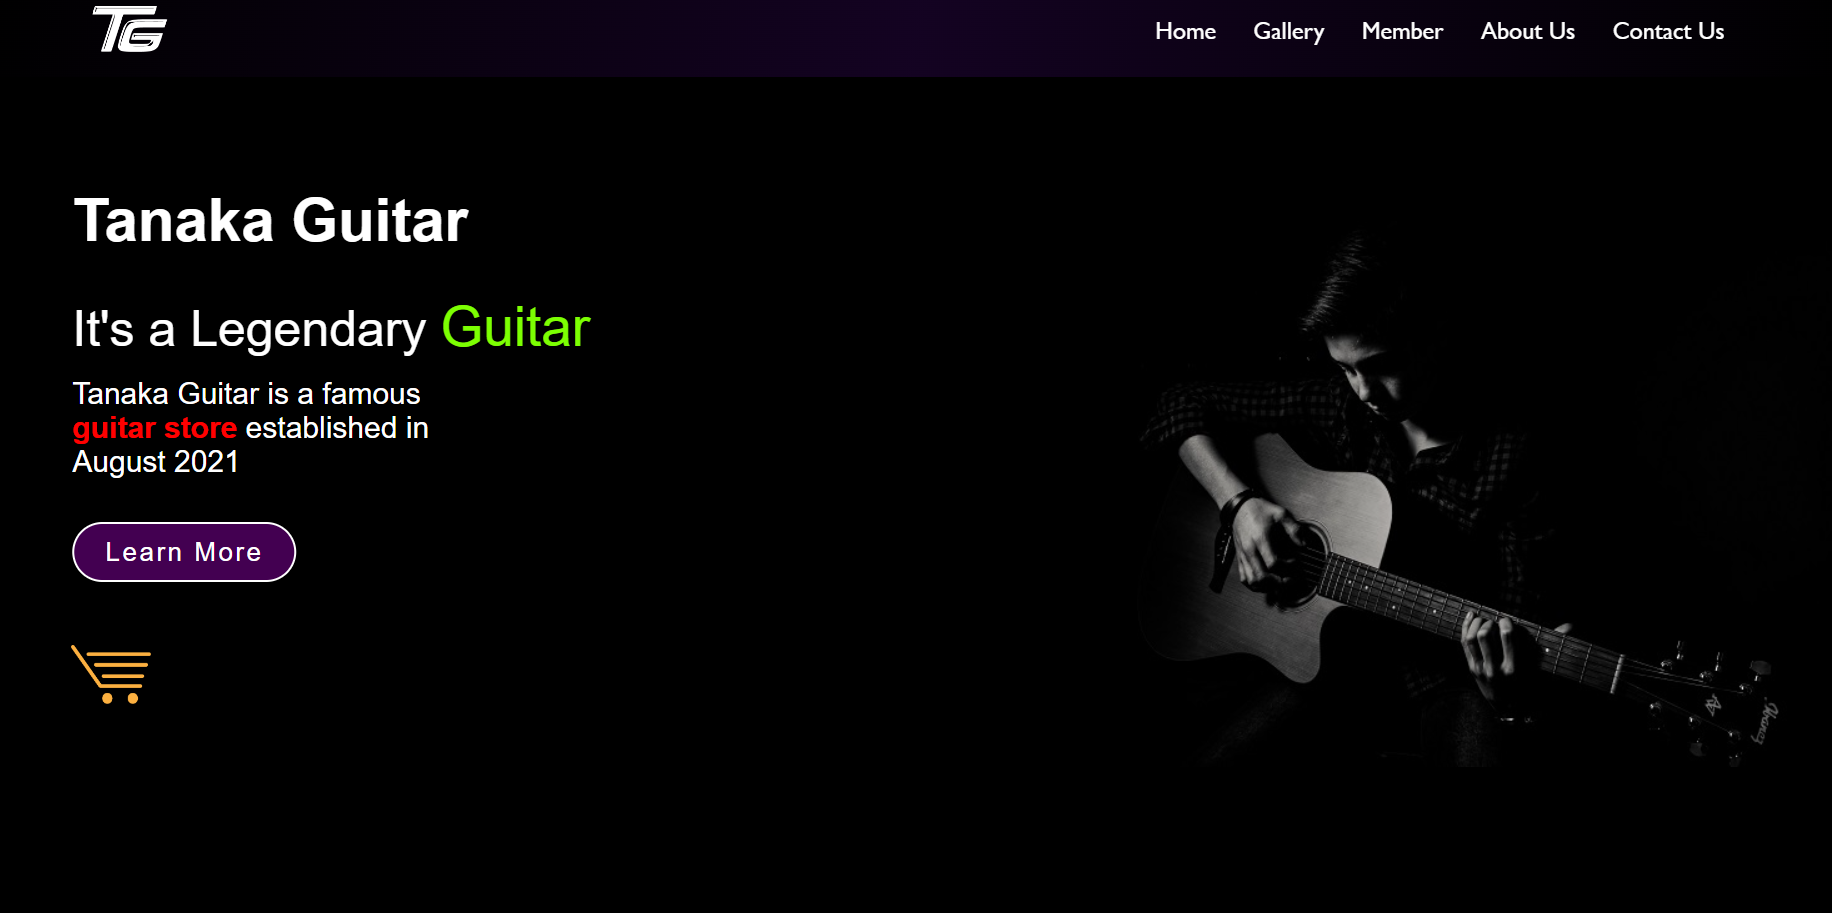 TG
Home Gallery Member About Us Contact Us
Tanaka Guitar
It's a Legendary Guitar
Tanaka Guitar is a famous
guitar store established in
August 2021
Learn More
Ibanez